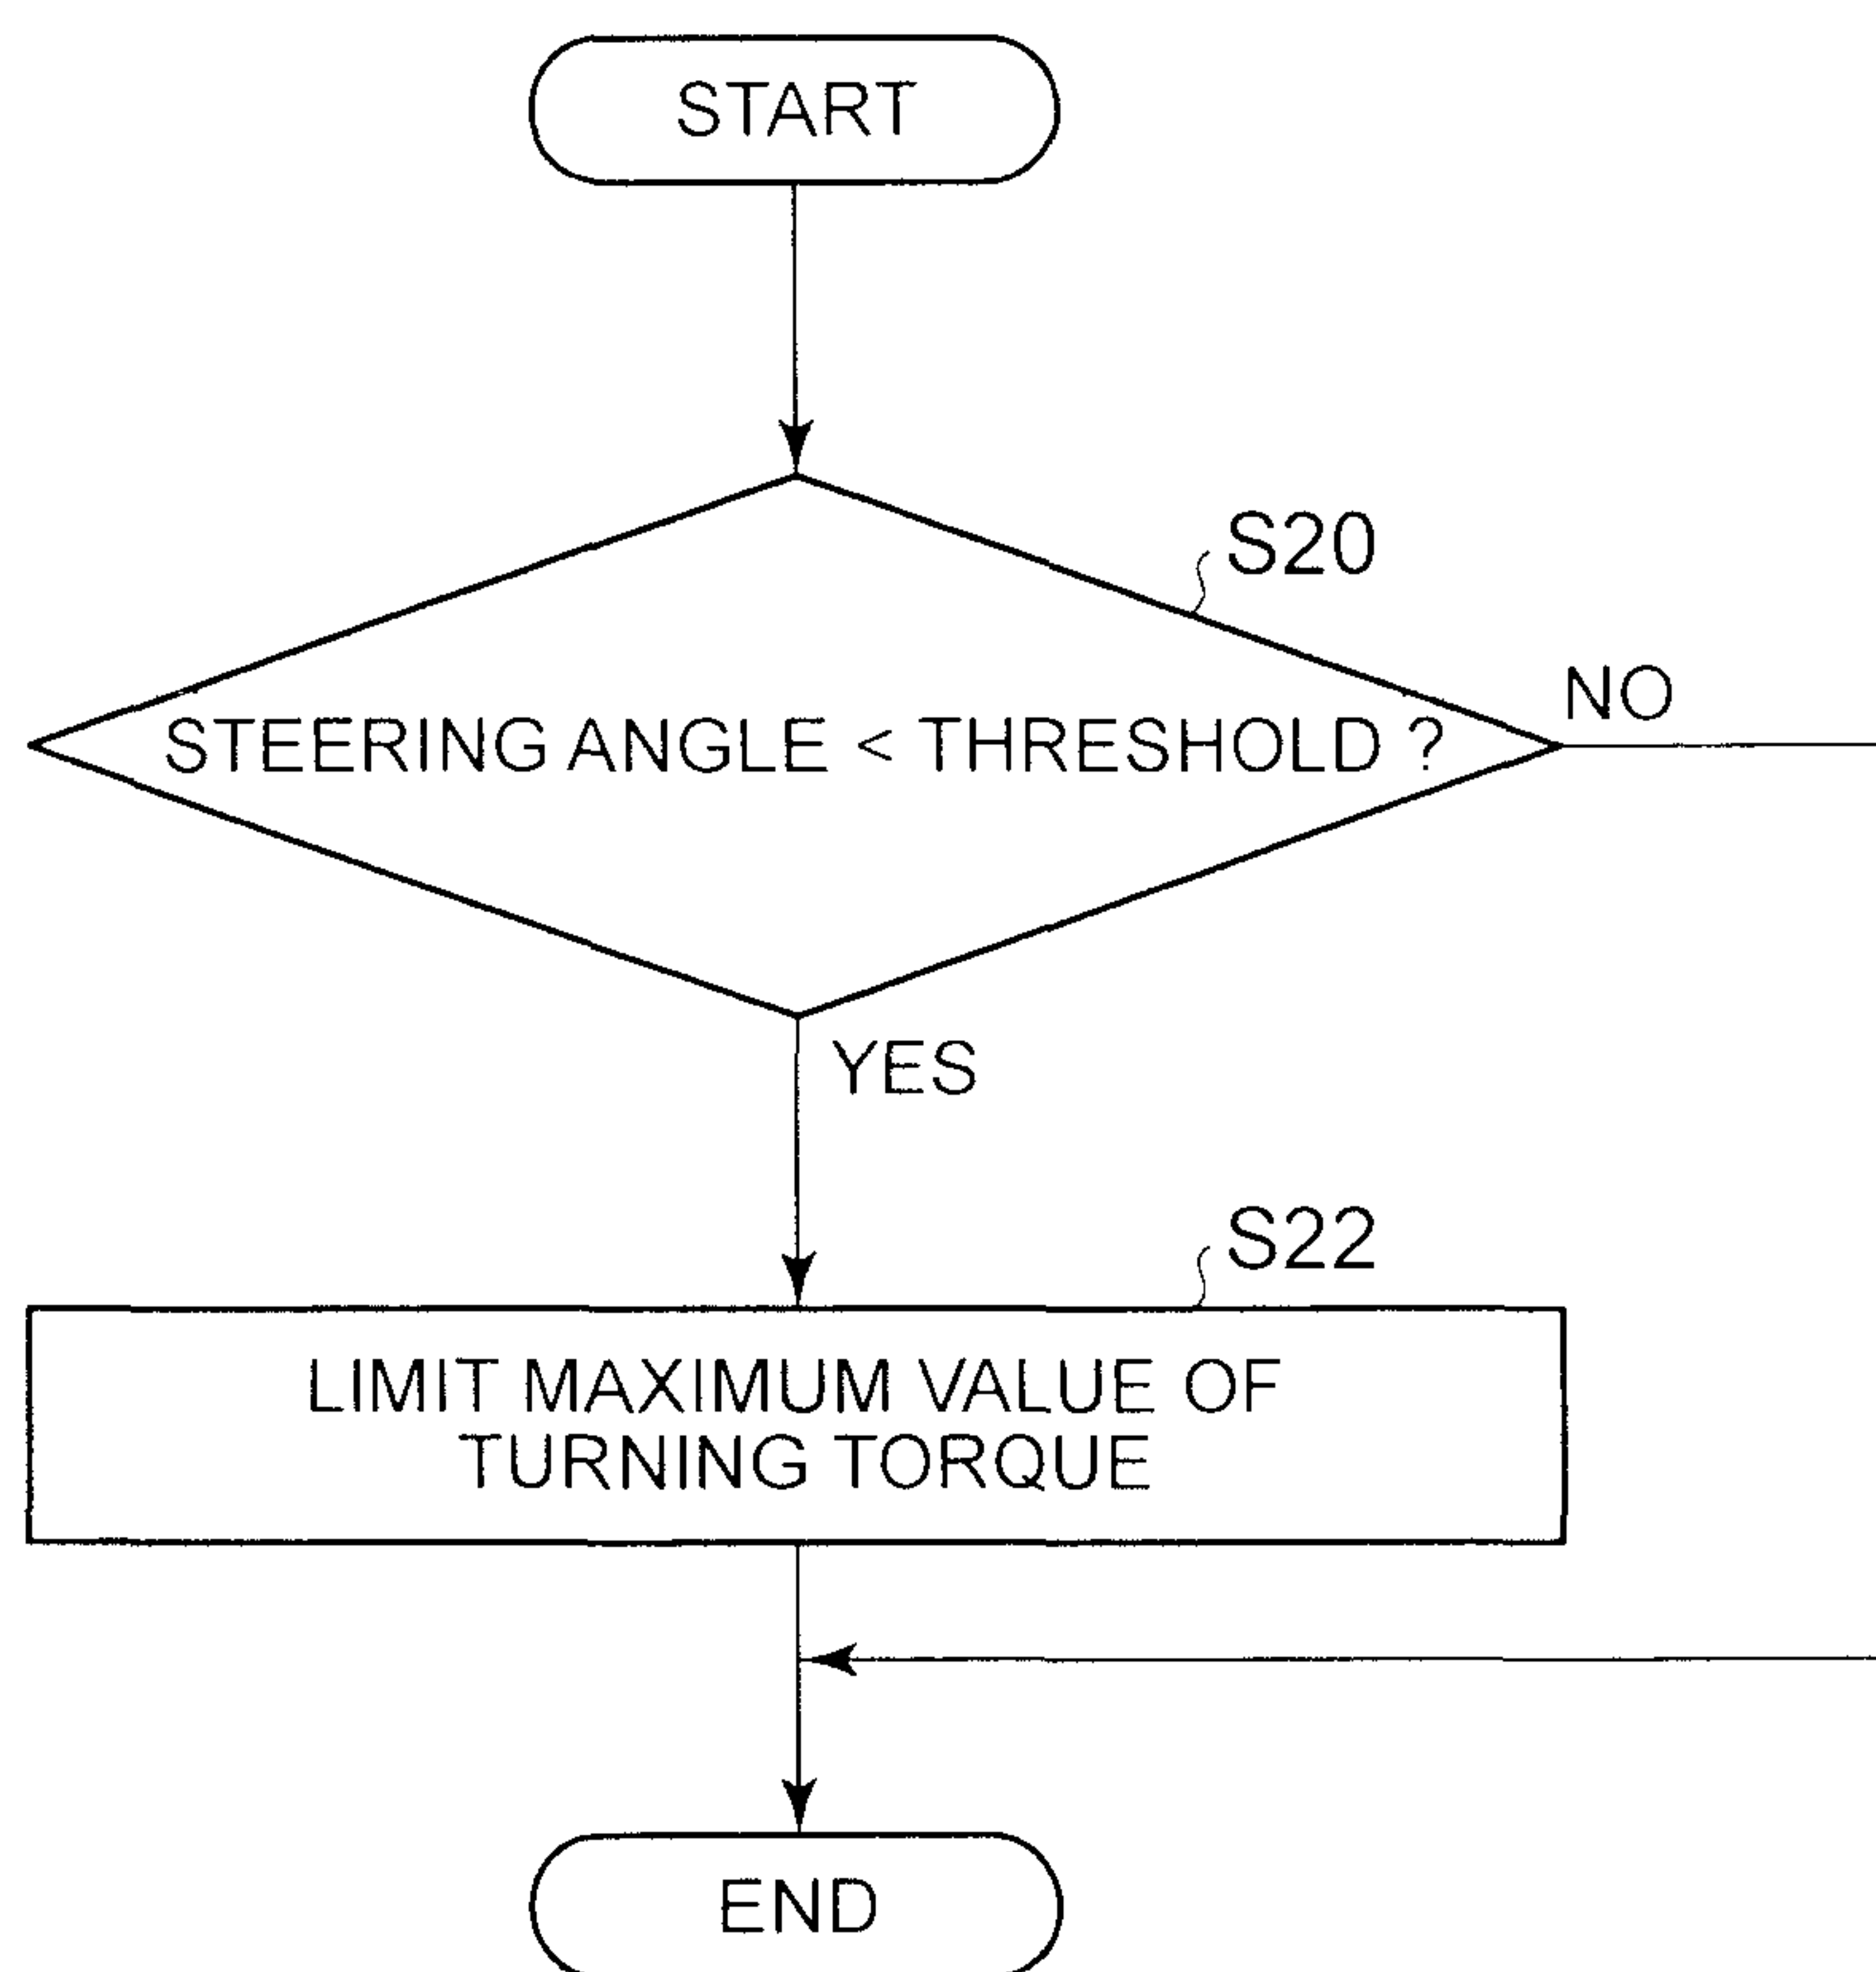 START
S20
STEERING ANGLE < THRESHOLD ?
NO
YES
S22
LIMIT MAXIMUM VALUE OF
TURNING TORQUE
END